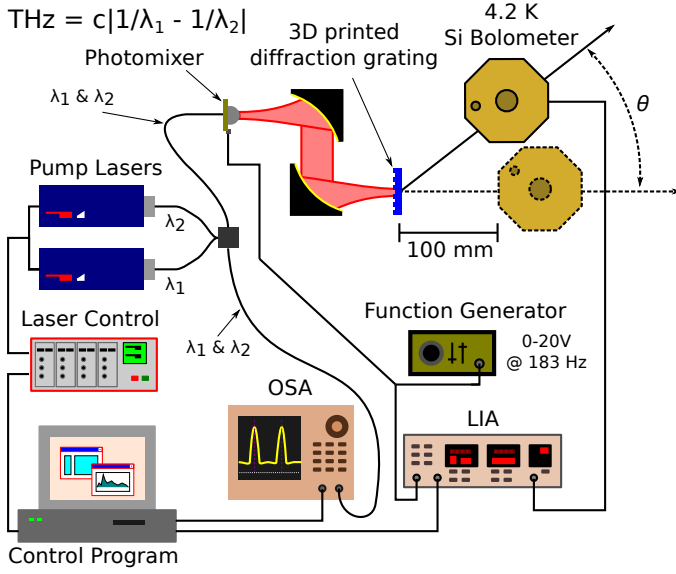 THz = c|1/λ₁ - 1/λ₂|
4.2 K
Si Bolometer
3D printed
diffraction grating
Photomixer
λ₁ & λ₂
θ
Pump Lasers
λ₂
λ₁
100 mm
Laser Control
λ₁ & λ₂
Function Generator
0-20V
@ 183 Hz
OSA
LIA
Control Program